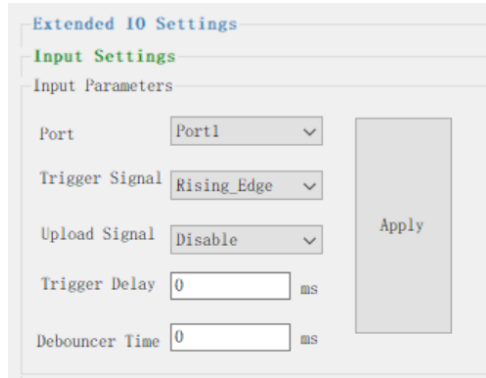 Extended IO Settings
Input Settings
Input Parameters
Port Port1
Trigger Signal Rising_Edge
Upload Signal Disable
Apply
Trigger Delay 0 ms
Debouncer Time 0 ms